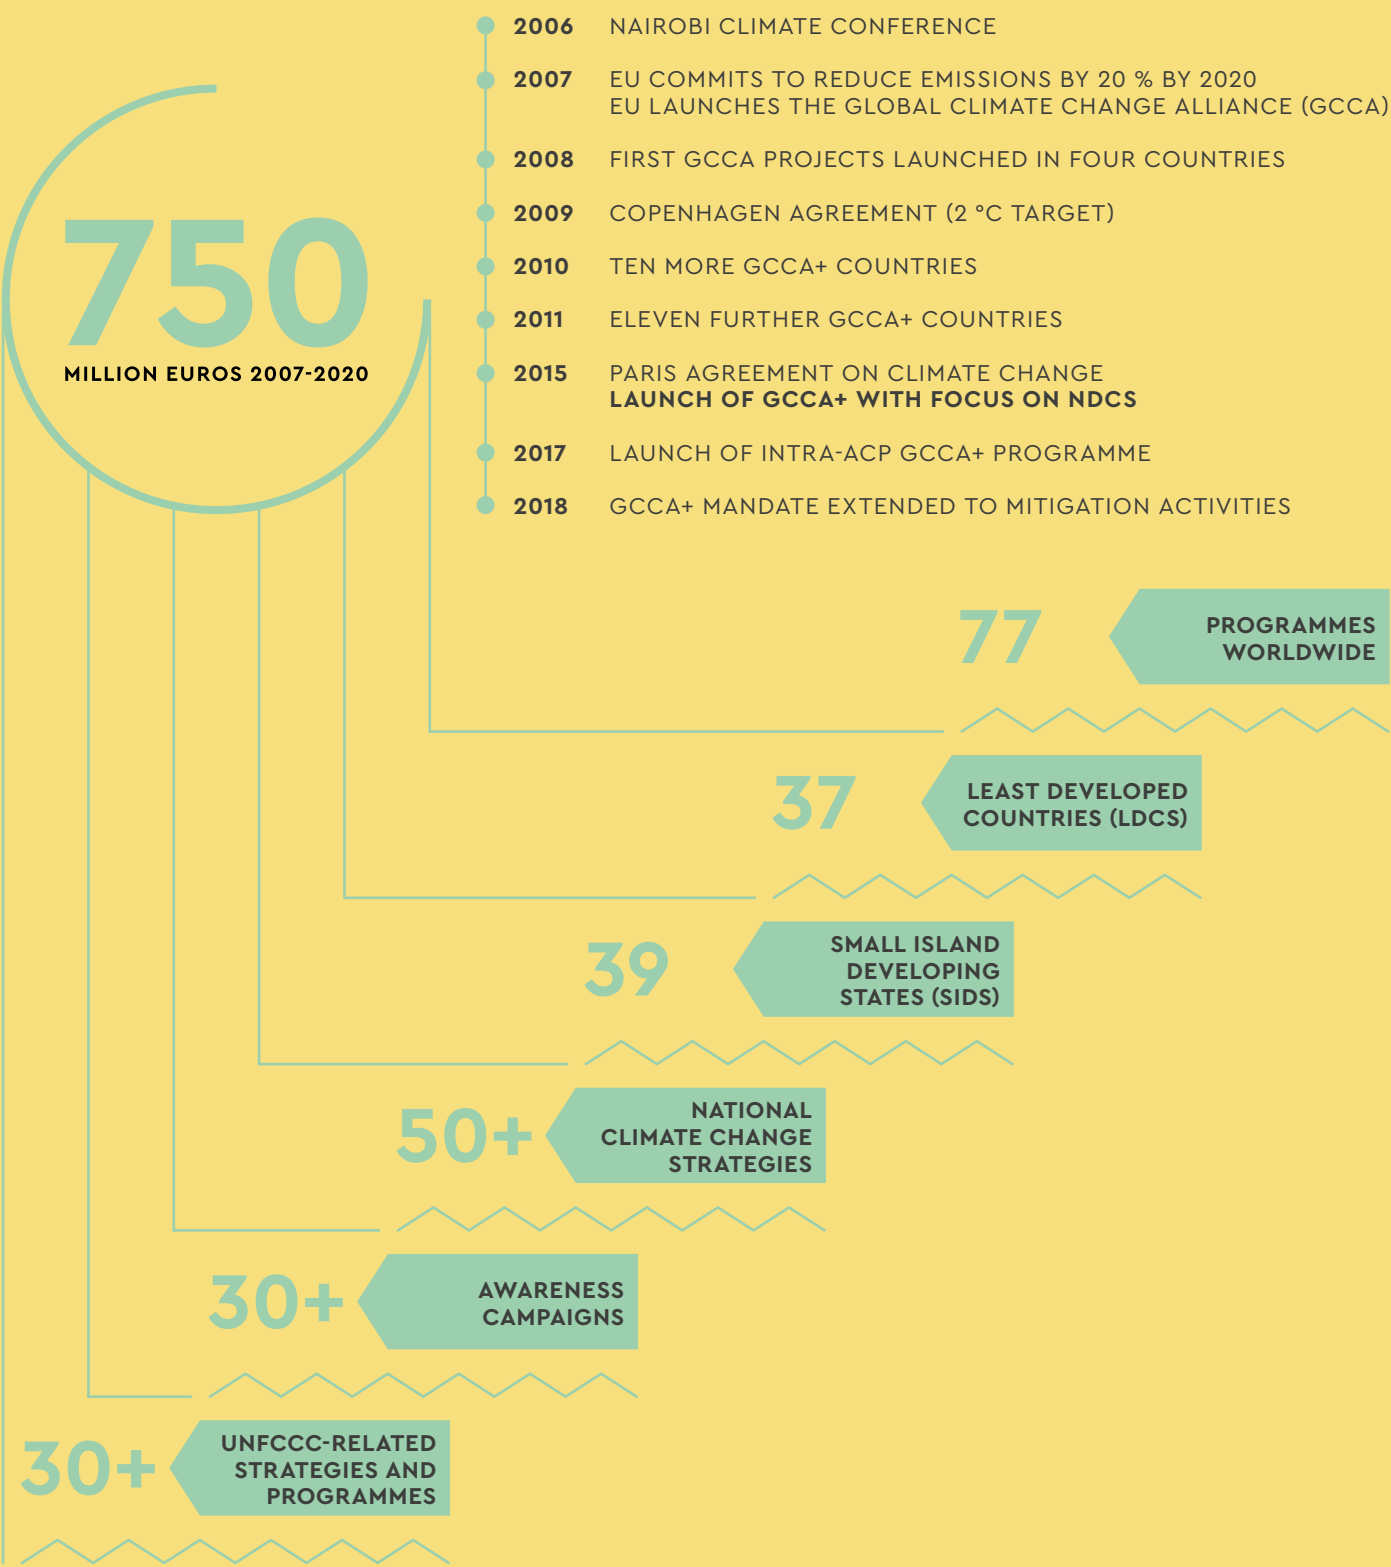 2006 NAIROBI CLIMATE CONFERENCE
2007 EU COMMITS TO REDUCE EMISSIONS BY 20 % BY 2020
EU LAUNCHES THE GLOBAL CLIMATE CHANGE ALLIANCE (GCCA)
2008 FIRST GCCA PROJECTS LAUNCHED IN FOUR COUNTRIES
2009 COPENHAGEN AGREEMENT (2 °C TARGET)
2010 TEN MORE GCCA+ COUNTRIES
2011 ELEVEN FURTHER GCCA+ COUNTRIES
2015 PARIS AGREEMENT ON CLIMATE CHANGE
LAUNCH OF GCCA+ WITH FOCUS ON NDCS
2017 LAUNCH OF INTRA-ACP GCCA+ PROGRAMME
2018 GCCA+ MANDATE EXTENDED TO MITIGATION ACTIVITIES
750
MILLION EUROS 2007-2020
77
PROGRAMMES
WORLDWIDE
37
LEAST DEVELOPED
COUNTRIES (LDCS)
39
SMALL ISLAND
DEVELOPING
STATES (SIDS)
50+
NATIONAL
CLIMATE CHANGE
STRATEGIES
30+
AWARENESS
CAMPAIGNS
30+
UNFCCC-RELATED
STRATEGIES AND
PROGRAMMES